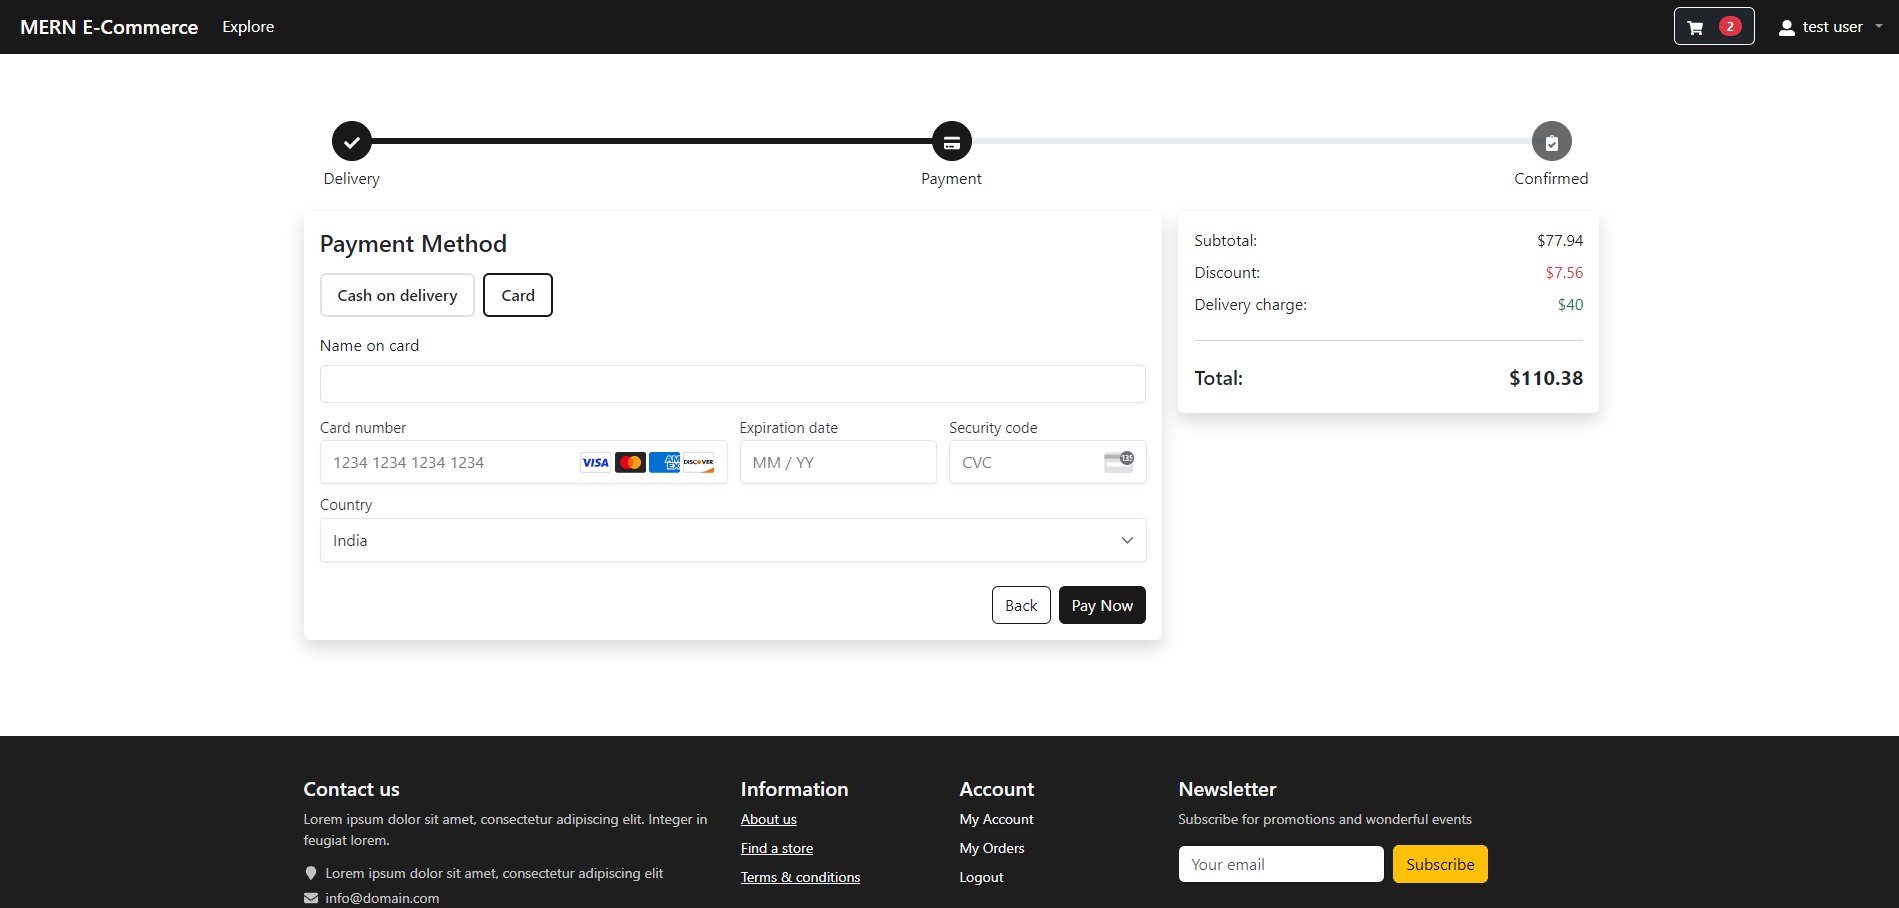 MERN E-Commerce Explore 2 test user
Delivery Payment Confirmed
Payment Method
Cash on delivery Card
Name on card
Card number Expiration date Security code
1234 1234 1234 1234 VISA AM EX DISCOVER MM / YY CVC 135
Country
India
Back Pay Now
Subtotal: $77.94
Discount: $7.56
Delivery charge: $40
Total: $110.38
Contact us
Lorem ipsum dolor sit amet, consectetur adipiscing elit. Integer in
feugiat lorem.
Lorem ipsum dolor sit amet, consectetur adipiscing elit
info@domain.com
Information
About us
Find a store
Terms & conditions
Account
My Account
My Orders
Logout
Newsletter
Subscribe for promotions and wonderful events
Your email Subscribe